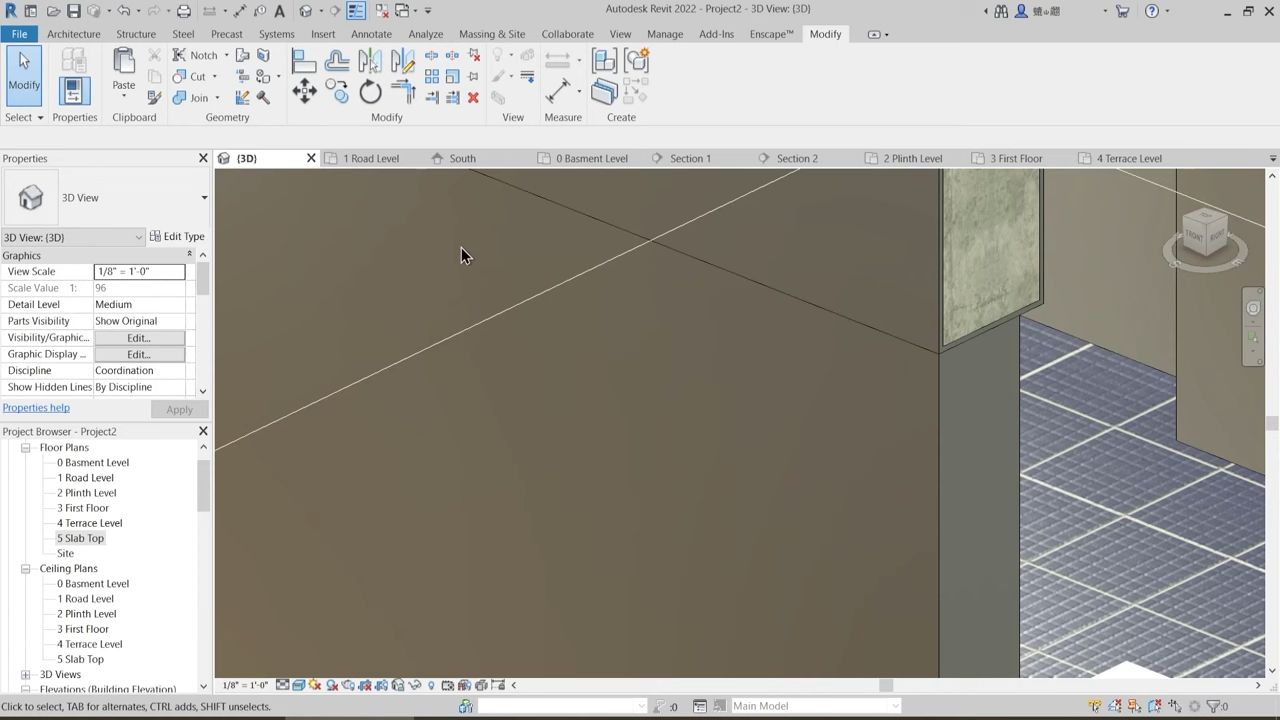 Autodesk Revit 2022 - Project2 - 3D View: {3D}
File Architecture Structure Steel Precast Systems Insert Annotate Analyze Massing & Site Collaborate View Manage Add-Ins Enscape™ Modify
Notch
Cut
Join
Modify Paste
Select Properties Clipboard Geometry Modify View Measure Create
Properties
{3D} 1 Road Level South 0 Basment Level Section 1 Section 2 2 Plinth Level 3 First Floor 4 Terrace Level
3D View
3D View: {3D} Edit Type
Graphics
View Scale 1/8" = 1'-0"
Scale Value 1: 96
Detail Level Medium
Parts Visibility Show Original
Visibility/Graphic... Edit...
Graphic Display ... Edit...
Discipline Coordination
Show Hidden Lines By Discipline
Properties help Apply
Project Browser - Project2
Floor Plans
0 Basment Level
1 Road Level
2 Plinth Level
3 First Floor
4 Terrace Level
5 Slab Top
Site
Ceiling Plans
0 Basment Level
1 Road Level
2 Plinth Level
3 First Floor
4 Terrace Level
5 Slab Top
3D Views
Elevations (Building Elevation)
TOP
FRONT RIGHT
1/8" = 1'-0"
Click to select, TAB for alternates, CTRL adds, SHIFT unselects. :0 Main Model :0